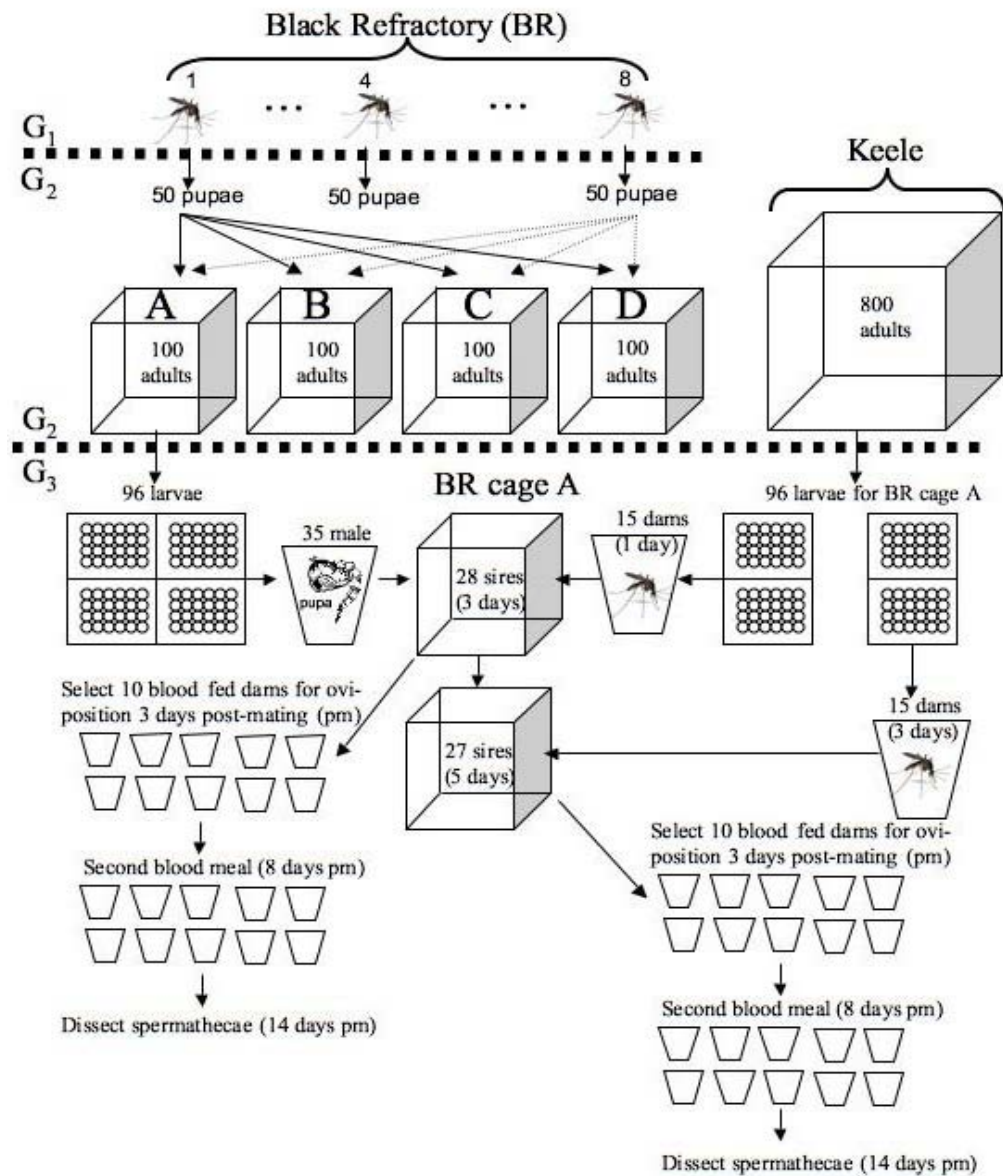 Black Refractory (BR)
1
4
8
G1
G2
50 pupae
50 pupae
50 pupae
Keele
A
B
C
D
100
adults
100
adults
100
adults
100
adults
800
adults
G2
G3
96 larvae
BR cage A
96 larvae for BR cage A
35 male
pupa
28 sires
(3 days)
15 dams
(1 day)
Select 10 blood fed dams for ovi-
position 3 days post-mating (pm)
27 sires
(5 days)
15 dams
(3 days)
Second blood meal (8 days pm)
Dissect spermathecae (14 days pm)
Select 10 blood fed dams for ovi-
position 3 days post-mating (pm)
Second blood meal (8 days pm)
Dissect spermathecae (14 days pm)